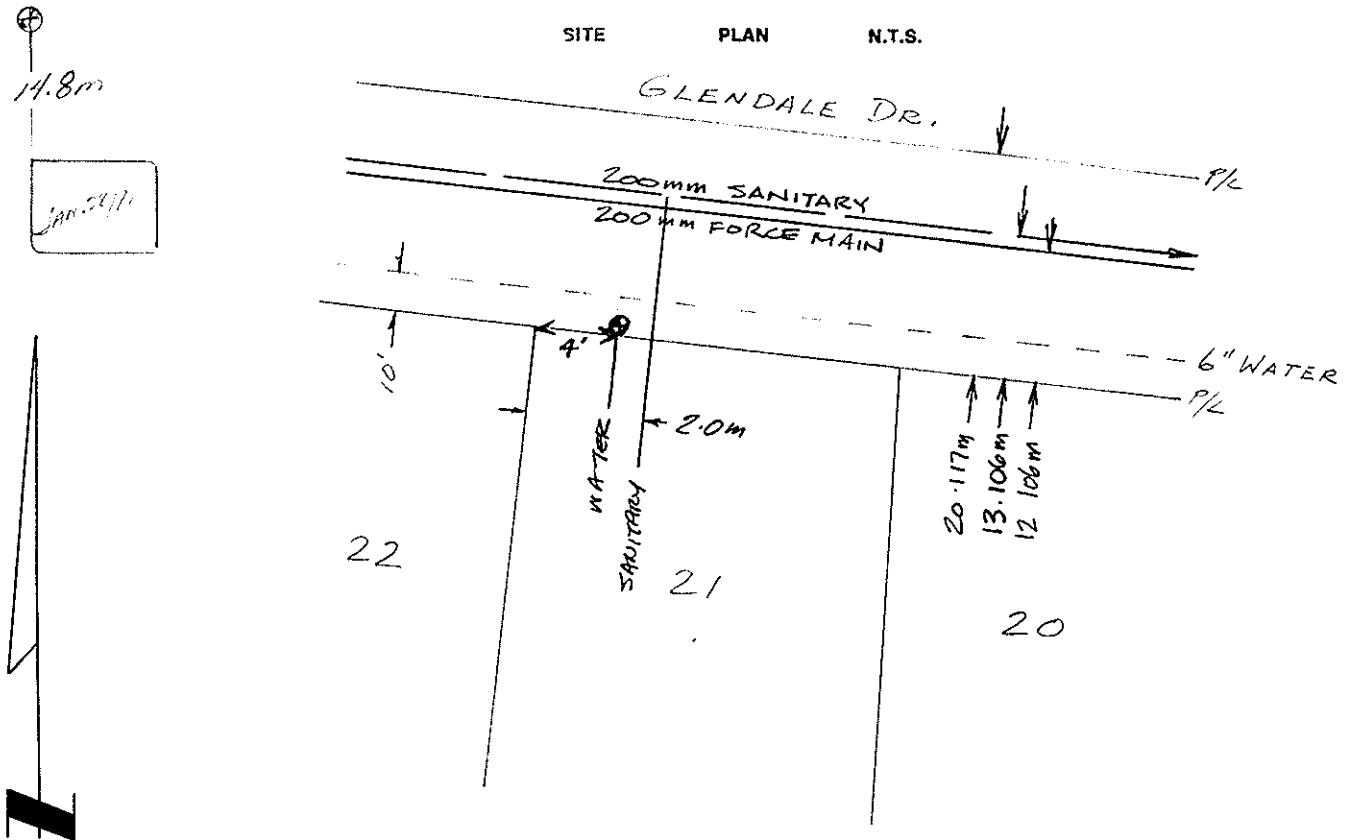 SITE PLAN N.T.S.
14.8m
GLENDALE DR.
P/L
200mm SANITARY
200mm FORCE MAIN
6" WATER
P/L
4'
10'
2.0m
WATER
SANITARY
20.117m
13.106m
12 106m
22
21
20